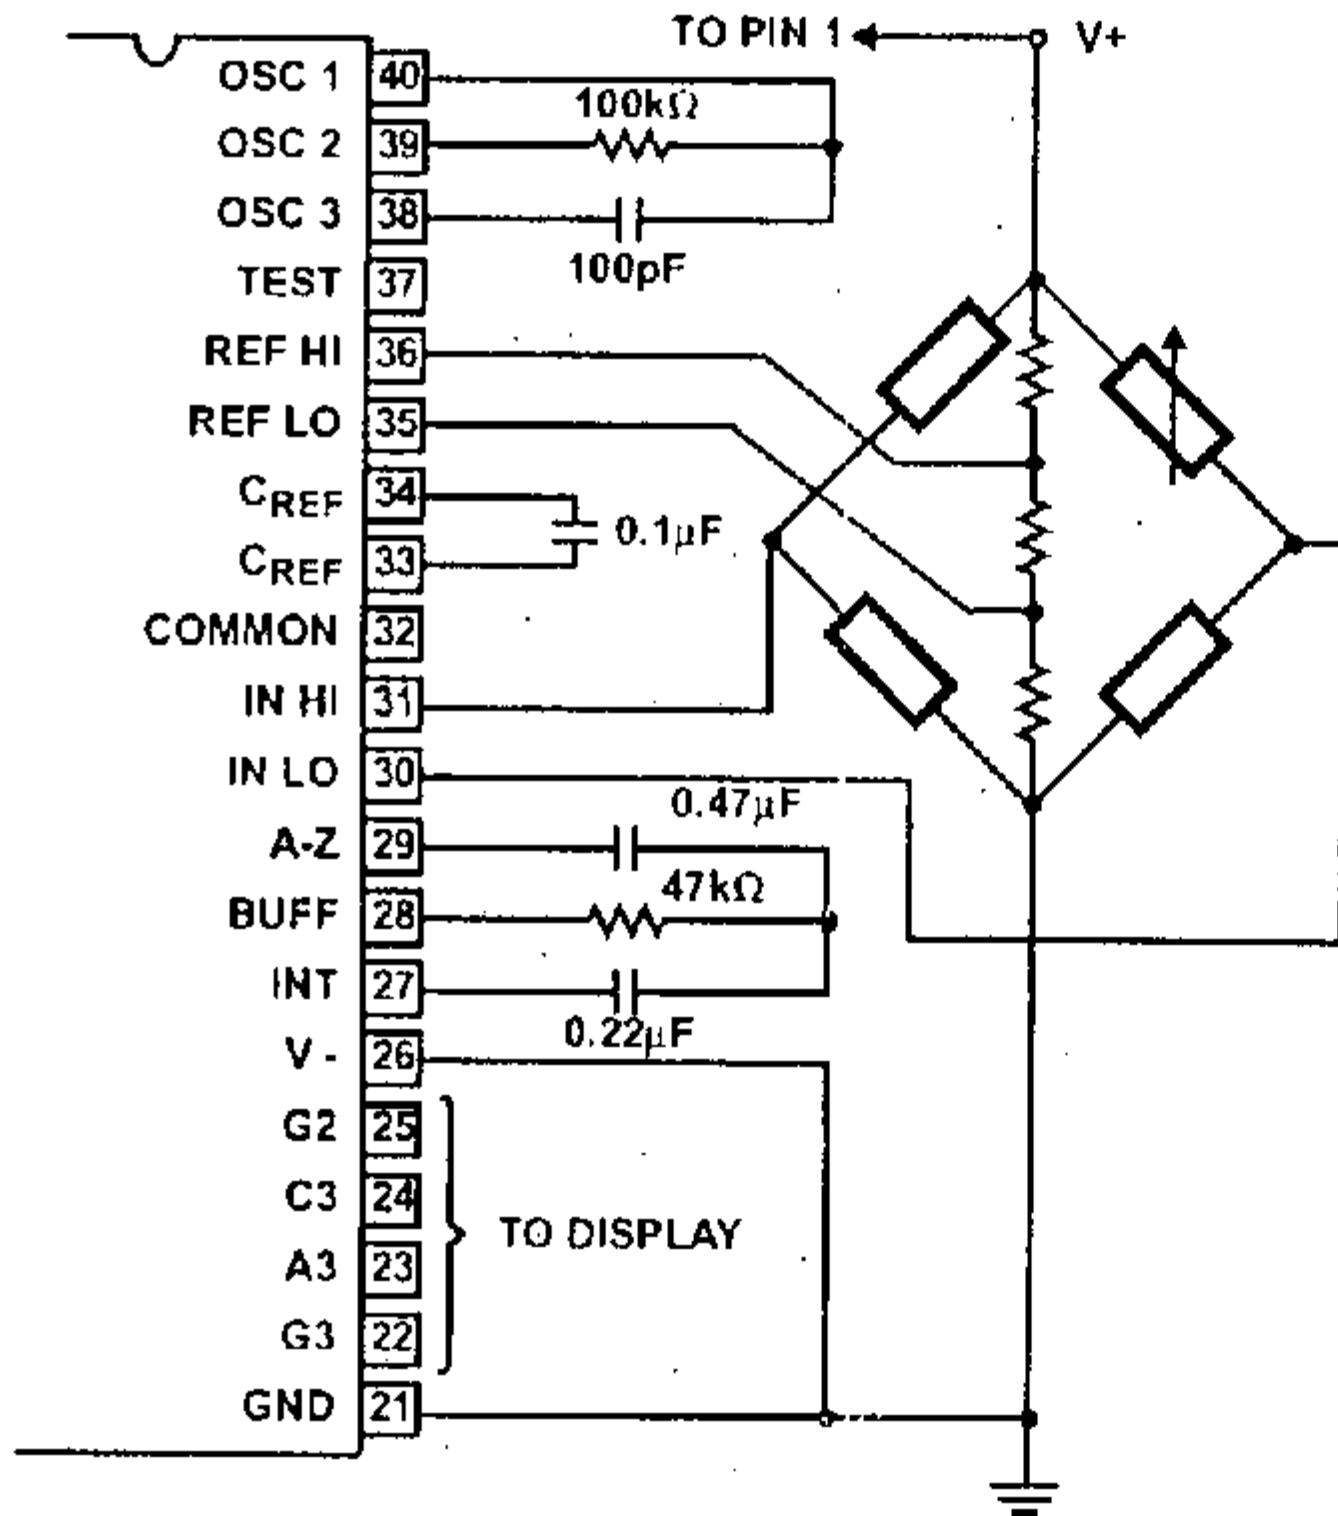 TO PIN 1 V+
OSC 1 40
100kΩ
OSC 2 39
OSC 3 38
100pF
TEST 37
REF HI 36
REF LO 35
CREF 34
0.1µF
CREF 33
COMMON 32
IN HI 31
IN LO 30
0.47µF
A-Z 29
47kΩ
BUFF 28
INT 27
0.22µF
V - 26
G2 25
C3 24
TO DISPLAY
A3 23
G3 22
GND 21